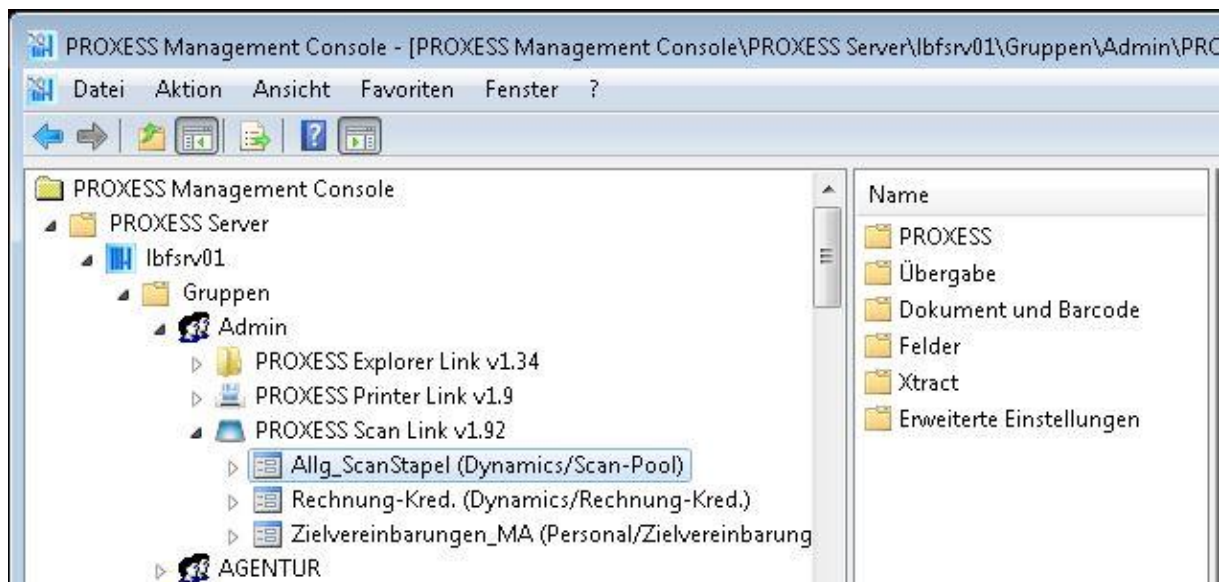 PROXESS Management Console - [PROXESS Management Console\PROXESS Server\lbfsrv01\Gruppen\Admin\PRO
Datei Aktion Ansicht Favoriten Fenster ?
PROXESS Management Console
PROXESS Server
lbfsrv01
Gruppen
Admin
PROXESS Explorer Link v1.34
PROXESS Printer Link v1.9
PROXESS Scan Link v1.92
Allg_ScanStapel (Dynamics/Scan-Pool)
Rechnung-Kred. (Dynamics/Rechnung-Kred.)
Zielvereinbarungen_MA (Personal/Zielvereinbarung
AGENTUR
Name
PROXESS
Übergabe
Dokument und Barcode
Felder
Xtract
Erweiterte Einstellungen